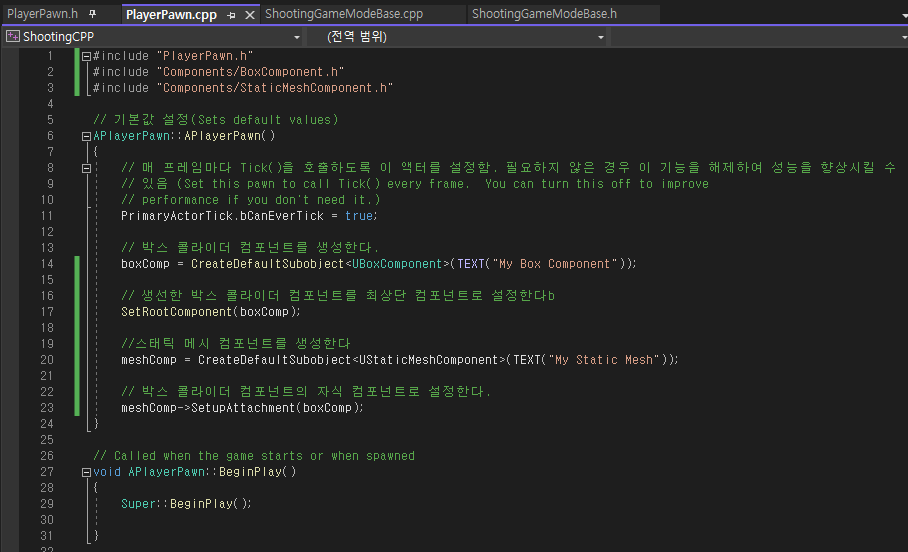 PlayerPawn.h
PlayerPawn.cpp
ShootingGameModeBase.cpp
ShootingGameModeBase.h
ShootingCPP
(전역 범위)
1 #include "PlayerPawn.h"
2 #include "Components/BoxComponent.h"
3 #include "Components/StaticMeshComponent.h"
4
5 // 기본값 설정(Sets default values)
6 APlayerPawn::APlayerPawn()
7 {
8 // 매 프레임마다 Tick()을 호출하도록 이 액터를 설정함. 필요하지 않은 경우 이 기능을 해제하여 성능을 향상시킬 수
9 // 있음 (Set this pawn to call Tick() every frame.  You can turn this off to improve
10 // performance if you don't need it.)
11 PrimaryActorTick.bCanEverTick = true;
12
13 // 박스 콜라이더 컴포넌트를 생성한다.
14 boxComp = CreateDefaultSubobject<UBoxComponent>(TEXT("My Box Component"));
15
16 // 생선한 박스 콜라이더 컴포넌트를 최상단 컴포넌트로 설정한다b
17 SetRootComponent(boxComp);
18
19 //스태틱 메시 컴포넌트를 생성한다
20 meshComp = CreateDefaultSubobject<UStaticMeshComponent>(TEXT("My Static Mesh"));
21
22 // 박스 콜라이더 컴포넌트의 자식 컴포넌트로 설정한다.
23 meshComp->SetupAttachment(boxComp);
24 }
25
26 // Called when the game starts or when spawned
27 void APlayerPawn::BeginPlay()
28 {
29 Super::BeginPlay();
30
31 }
32